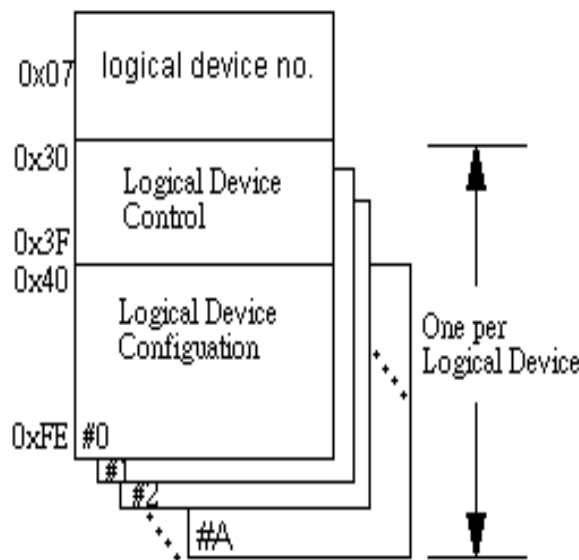 0x07
logical device no.
0x30
Logical Device
Control
0x3F
0x40
Logical Device
Configuation
One per
Logical Device
0xFE
#0
#1
#2
#A